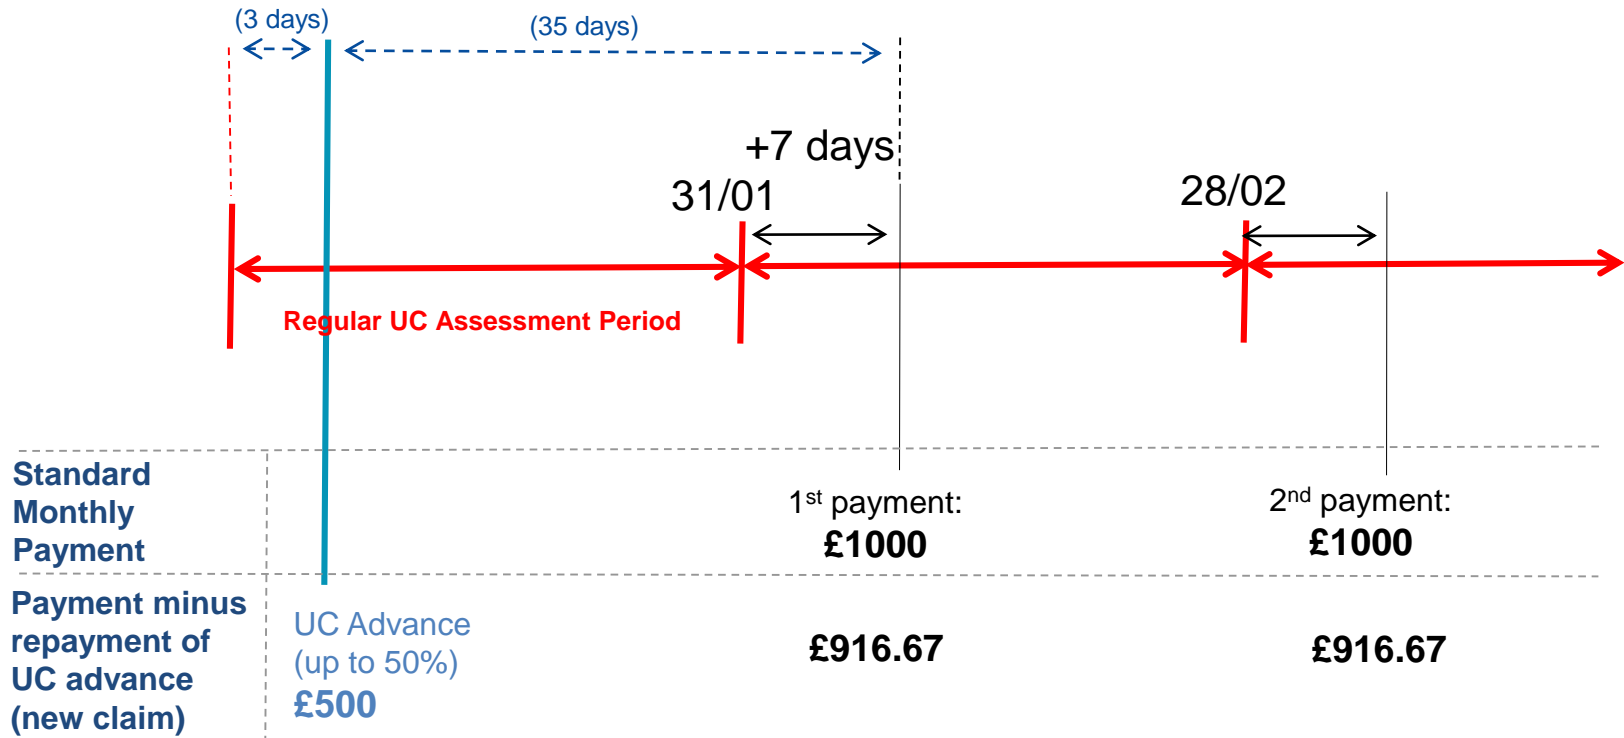 (3 days)
(35 days)
+7 days
31/01
28/02
Regular UC Assessment Period
Standard
Monthly
Payment
1st payment:
£1000
2nd payment:
£1000
Payment minus
repayment of
UC advance
(new claim)
UC Advance
(up to 50%)
£500
£916.67
£916.67